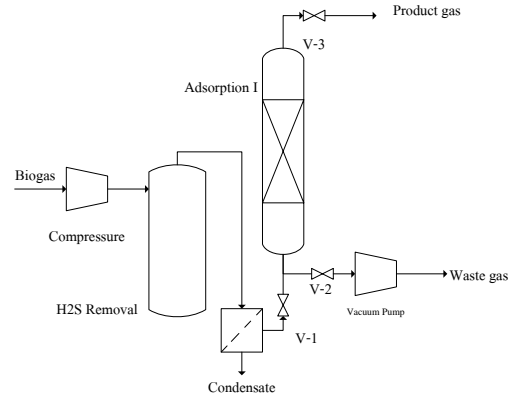 Product gas
V-3
Adsorption I
Biogas
Compressure
H2S Removal
V-2
Waste gas
Vacuum Pump
V-1
Condensate